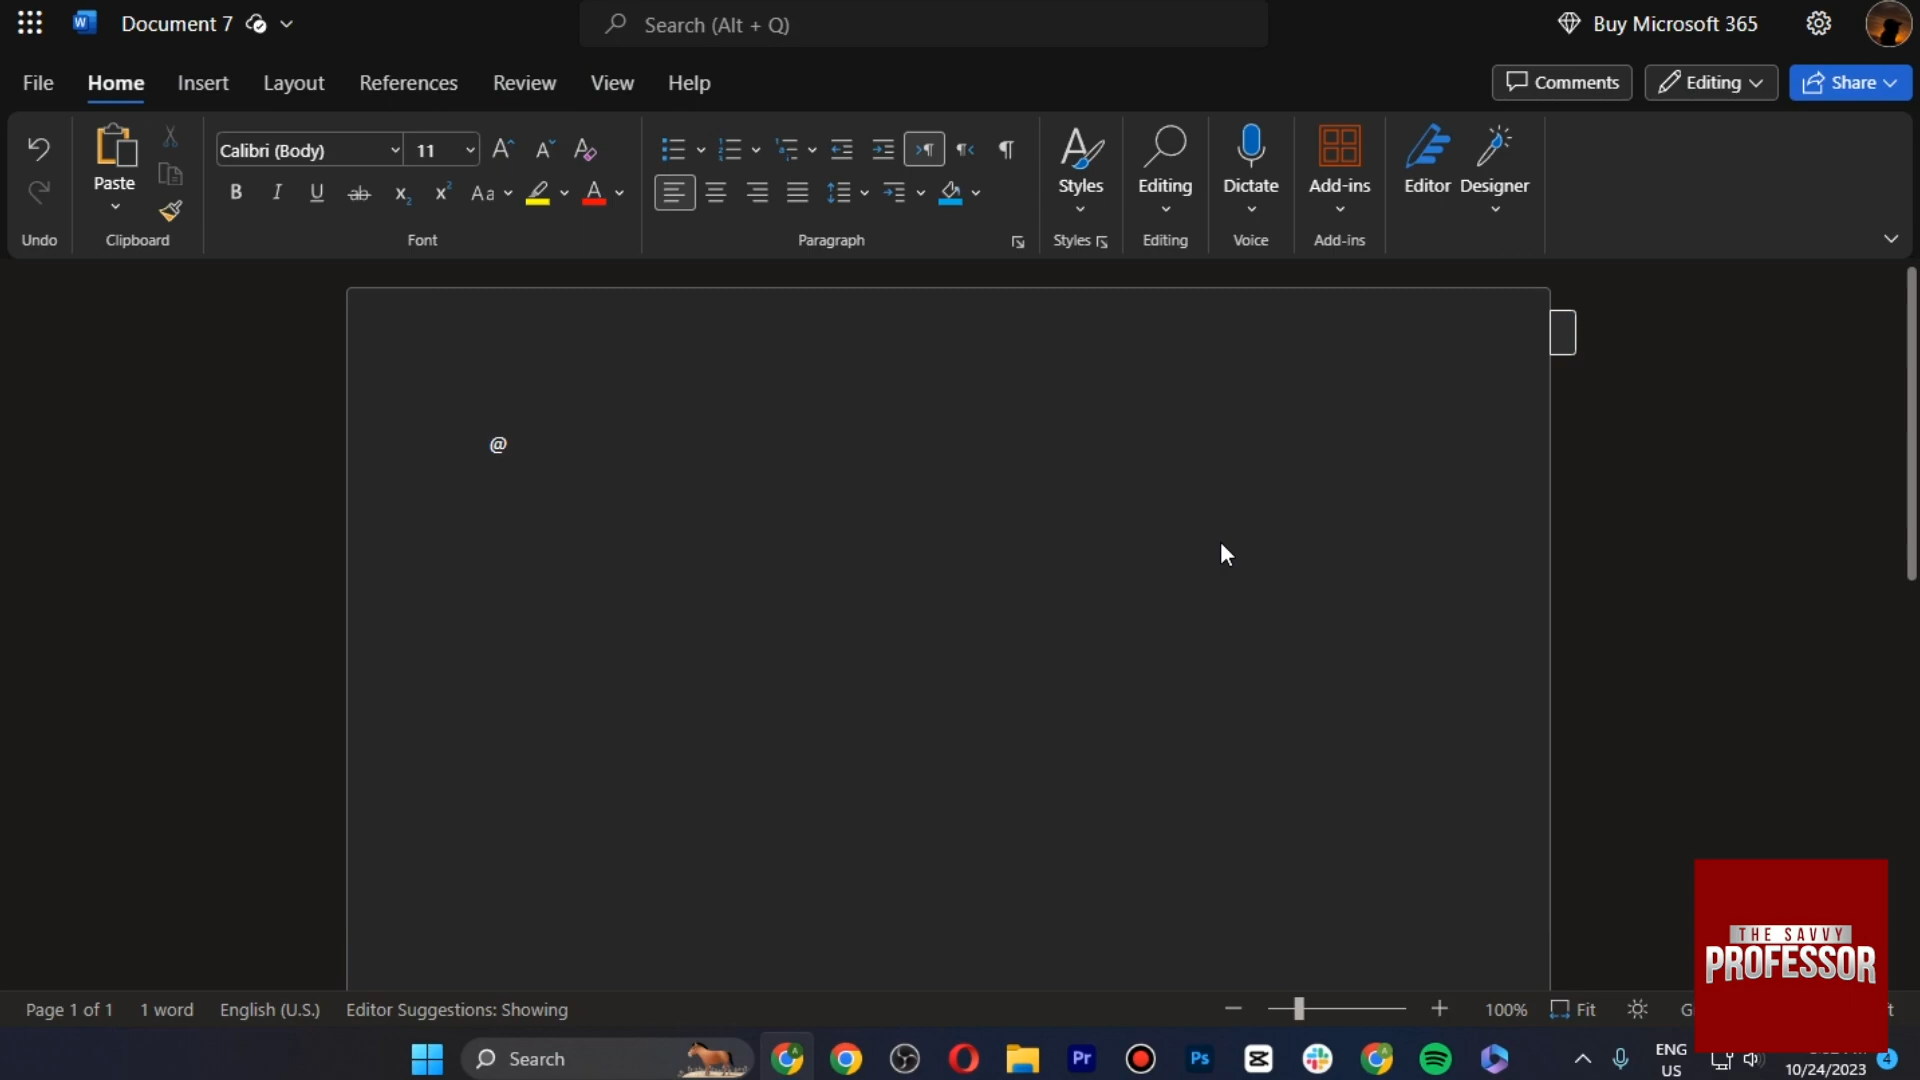 Document 7
Search (Alt + Q)
Buy Microsoft 365
File Home Insert Layout References Review View Help
Comments Editing Share
Paste
Calibri (Body) 11
Styles Editing Dictate Add-ins Editor Designer
Undo Clipboard Font Paragraph Styles Editing Voice Add-ins
@
THE SAVVY
PROFESSOR
Page 1 of 1 1 word English (U.S.) Editor Suggestions: Showing 100% Fit
Search
Pr
Ps
ENG
US
10/24/2023
4